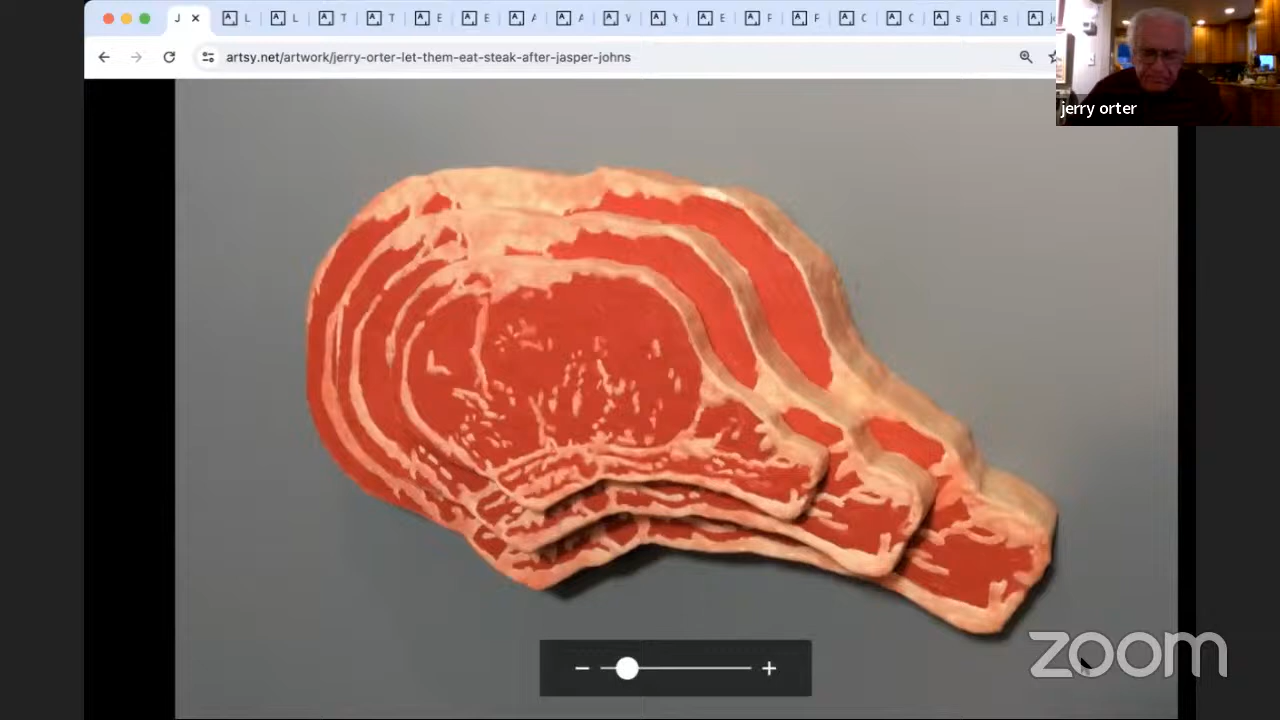 J L L T T E E A A V Y E F F C C s s
artsy.net/artwork/jerry-orter-let-them-eat-steak-after-jasper-johns
jerry orter
zoom